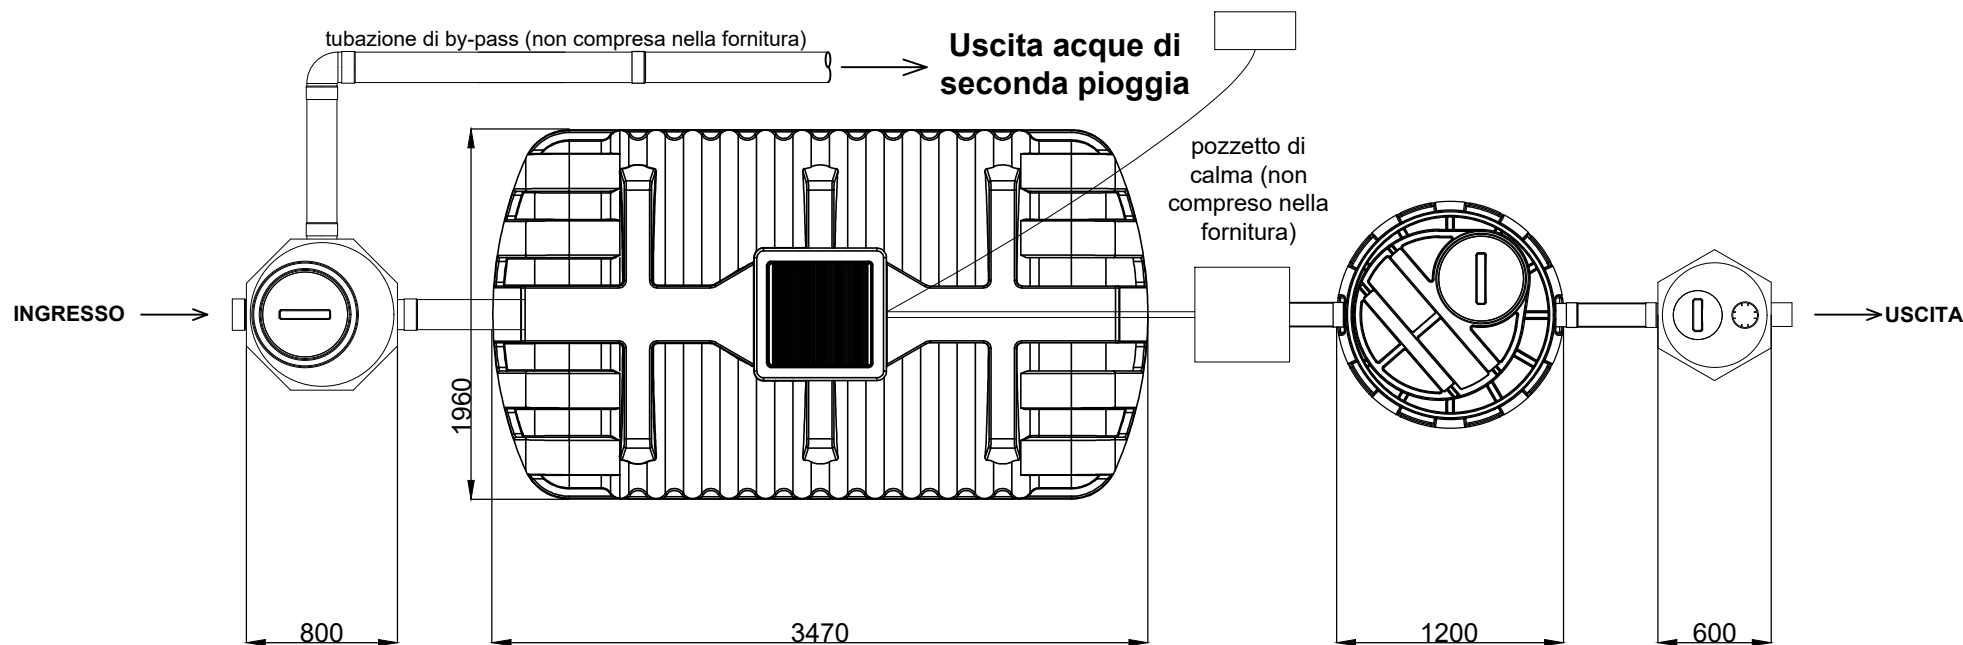 tubazione di by-pass (non compresa nella fornitura)
Uscita acque di
seconda pioggia
pozzetto di
calma (non
compreso nella
fornitura)
INGRESSO
USCITA
1960
800
3470
1200
600